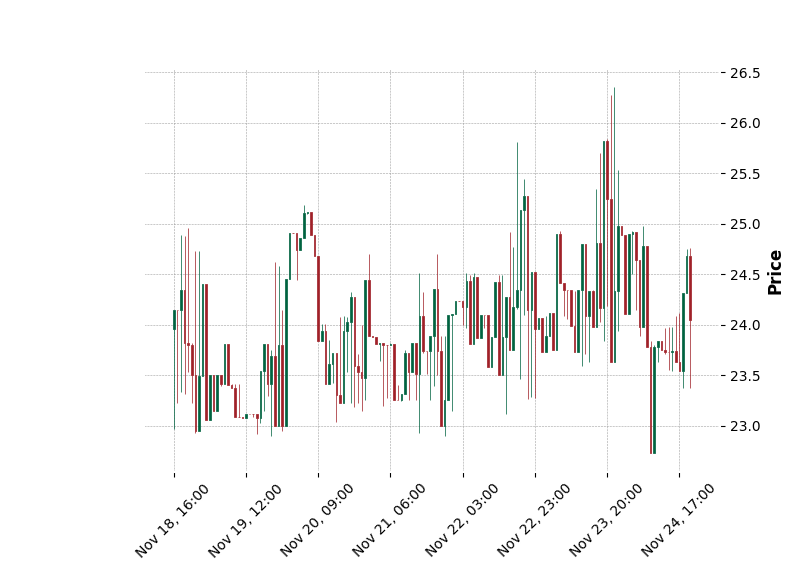 26.5
26.0
25.5
25.0
24.5
24.0
23.5
23.0
Price
Nov 18, 16:00
Nov 19, 12:00
Nov 20, 09:00
Nov 21, 06:00
Nov 22, 03:00
Nov 22, 23:00
Nov 23, 20:00
Nov 24, 17:00